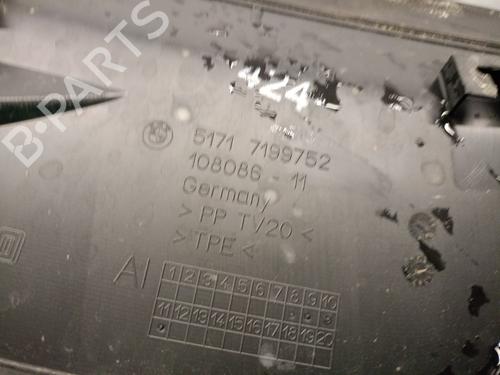 B-PARTS
424
5171 7199752
108086-11
Germany
> PP TV20 <
> TPE <
AI
1 2 3 4 5 6 7 8 9 10
11 12 13 14 15 16 17 18 19 20